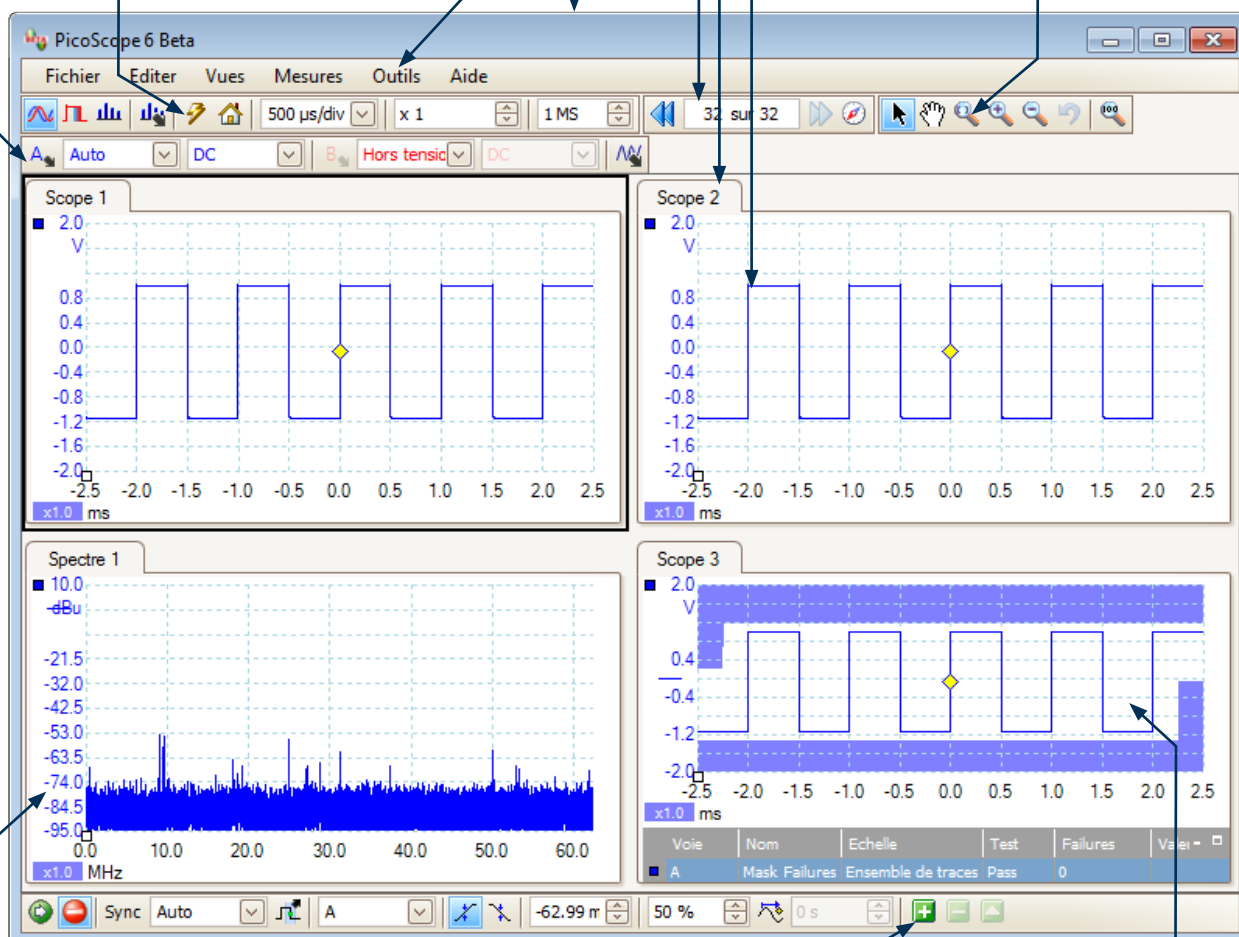 PicoScope 6 Beta
Fichier Editer Vues Mesures Outils Aide
500 µs/div x 1 1 MS 32 sur 32
A Auto DC B Hors tensic DC
Scope 1
2.0
V
0.8
0.4
0.0
-0.4
-0.8
-1.2
-1.6
-2.0
-2.5 -2.0 -1.5 -1.0 -0.5 0.0 0.5 1.0 1.5 2.0 2.5
x1.0 ms
Scope 2
2.0
V
0.8
0.4
0.0
-0.4
-0.8
-1.2
-1.6
-2.0
-2.5 -2.0 -1.5 -1.0 -0.5 0.0 0.5 1.0 1.5 2.0 2.5
x1.0 ms
Spectre 1
10.0
dBu
-21.5
-32.0
-42.5
-53.0
-63.5
-74.0
-84.5
-95.0
0.0 10.0 20.0 30.0 40.0 50.0 60.0
x1.0 MHz
Scope 3
2.0
V
0.4
-0.4
-1.2
-2.0
-2.5 -2.0 -1.5 -1.0 -0.5 0.0 0.5 1.0 1.5 2.0 2.5
x1.0 ms
Voie Nom Echelle Test Failures
A Mask Failures Ensemble de traces Pass 0
Sync Auto A -62.99 m 50 % 0 s